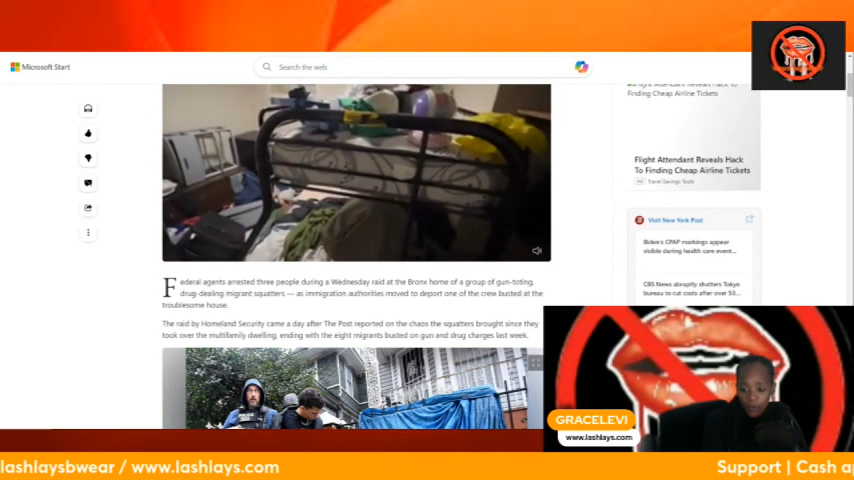 Microsoft Start
Search the web
Flight Attendant Reveals Hack To
Finding Cheap Airline Tickets
Flight Attendant Reveals Hack
To Finding Cheap Airline Tickets
Ad Travel Savings Tools
Visit New York Post
Biden's CPAP markings appear
visible during health care event...
CBS News abruptly shutters Tokyo
bureau to cut costs after over 50...
Federal agents arrested three people during a Wednesday raid at the Bronx home of a group of gun-toting,
drug-dealing migrant squatters — as immigration authorities moved to deport one of the crew busted at the
troublesome house.
The raid by Homeland Security came a day after The Post reported on the chaos the squatters brought since they
took over the multifamily dwelling, ending with the eight migrants busted on gun and drug charges last week.
GRACELEVI
www.lashlays.com
lashlaysbwear / www.lashlays.com
Support | Cash a